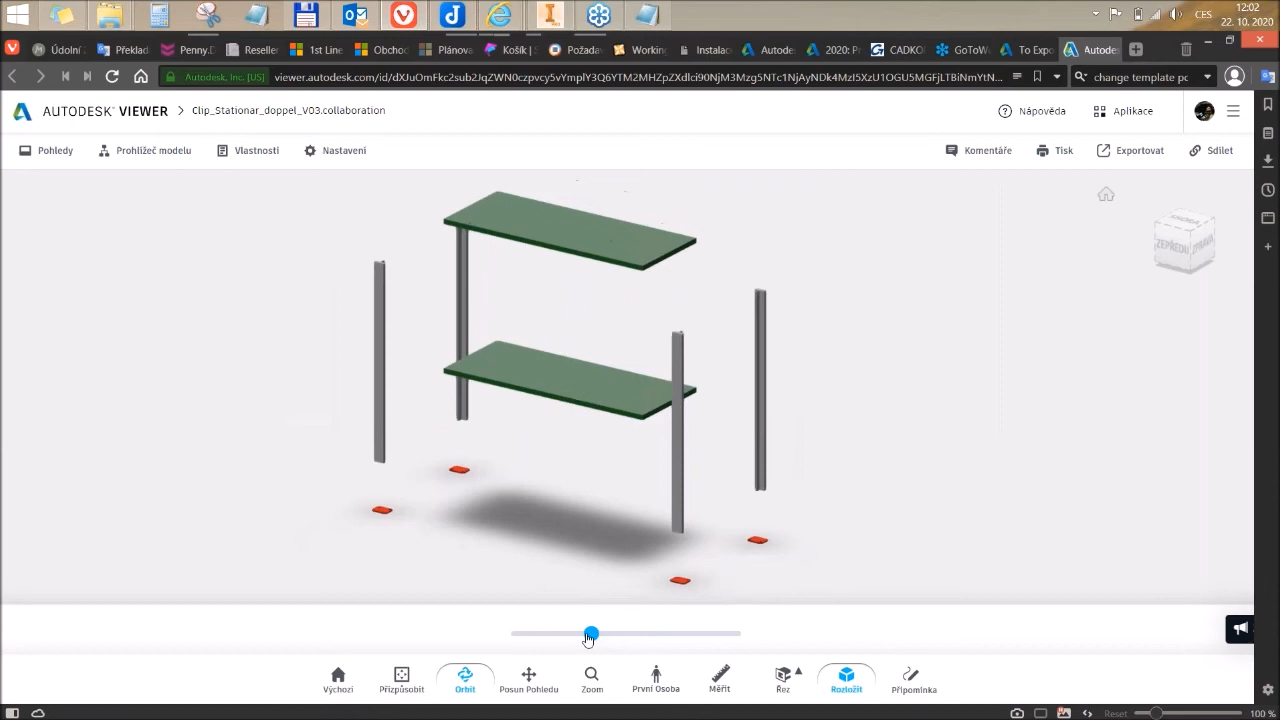 12:02
CES
22. 10. 2020
Údolní
Překlad
Penny.D
Reselle
1st Line
Obchoc
Plánova
Košík | S
Požada
Working
Instalac
Autode
2020: P
CADKO
GoToW
To Expo
Autodes
Autodesk, Inc. [US]
change template pc
AUTODESK® VIEWER
Clip_Stationar_doppel_V03.collaboration
Nápověda
Aplikace
Pohledy
Prohlížeč modelu
Vlastnosti
Nastavení
Komentáře
Tisk
Exportovat
Sdílet
ZEPŘEDU
ZPRAVA
Výchozí
Přizpůsobit
Orbit
Posun Pohledu
Zoom
První Osoba
Měřit
Řez
Rozložit
Připomínka
Reset
100 %